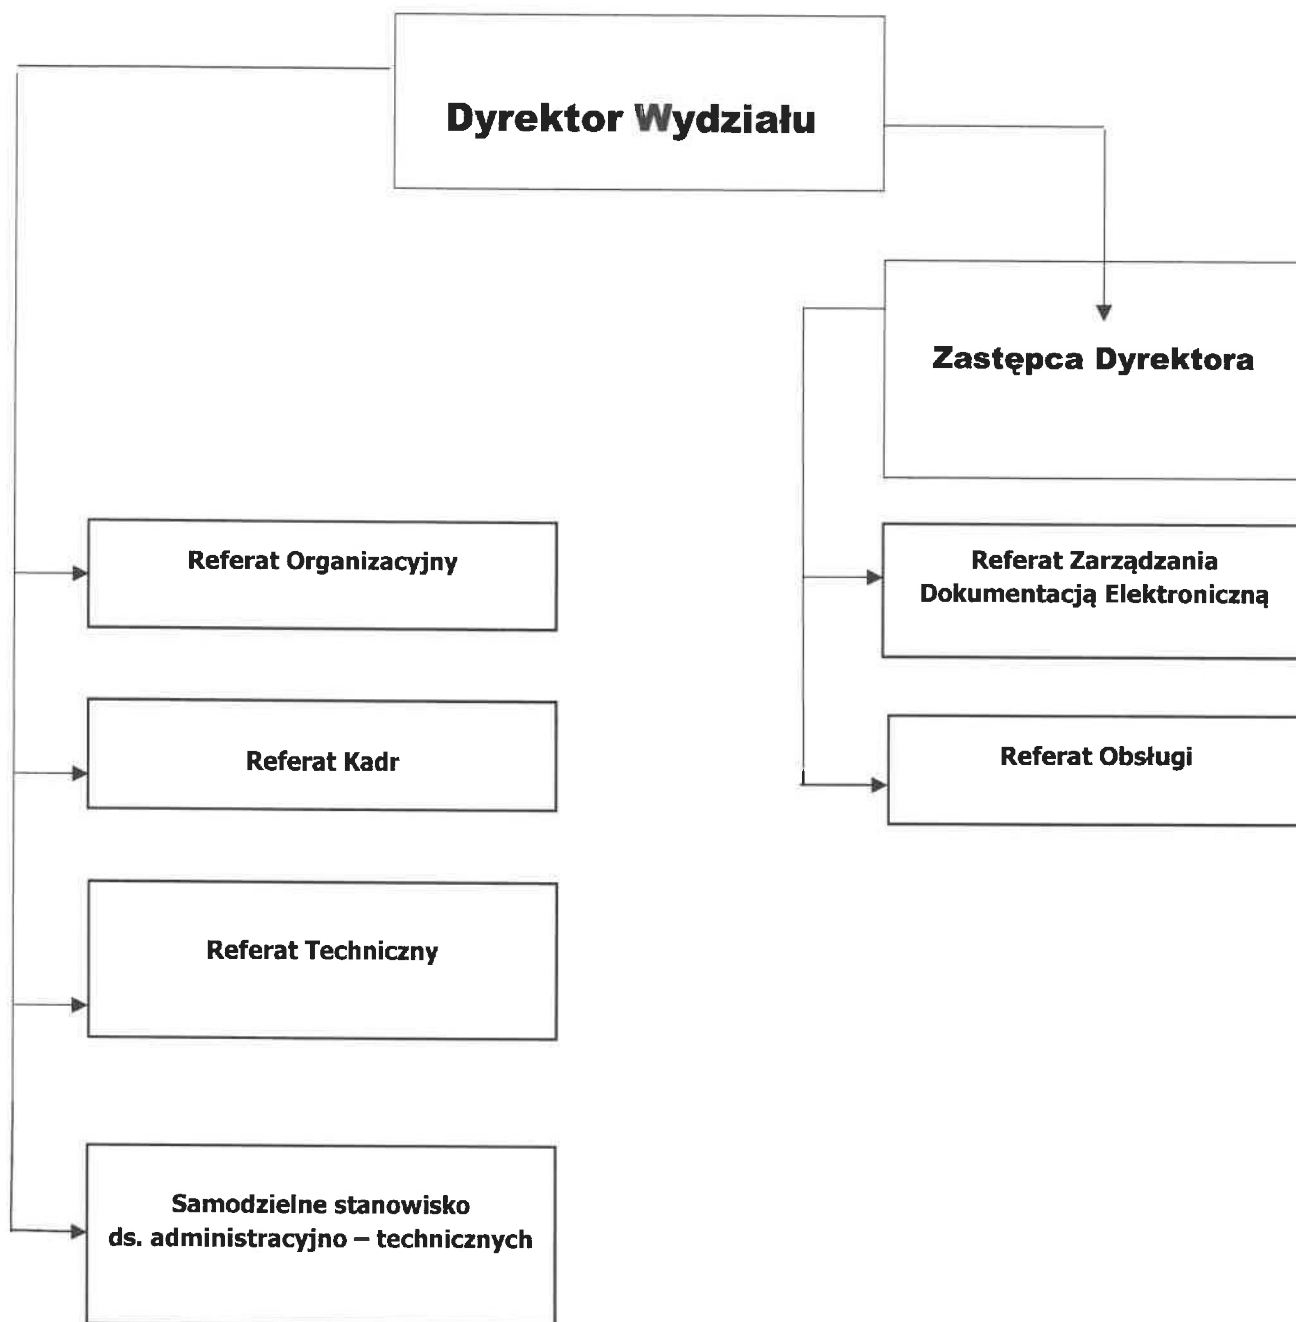 Dyrektor Wydziału
Zastępca Dyrektora
Referat Organizacyjny
Referat Zarządzania
Dokumentacją Elektroniczną
Referat Kadr
Referat Obsługi
Referat Techniczny
Samodzielne stanowisko
ds. administracyjno – technicznych